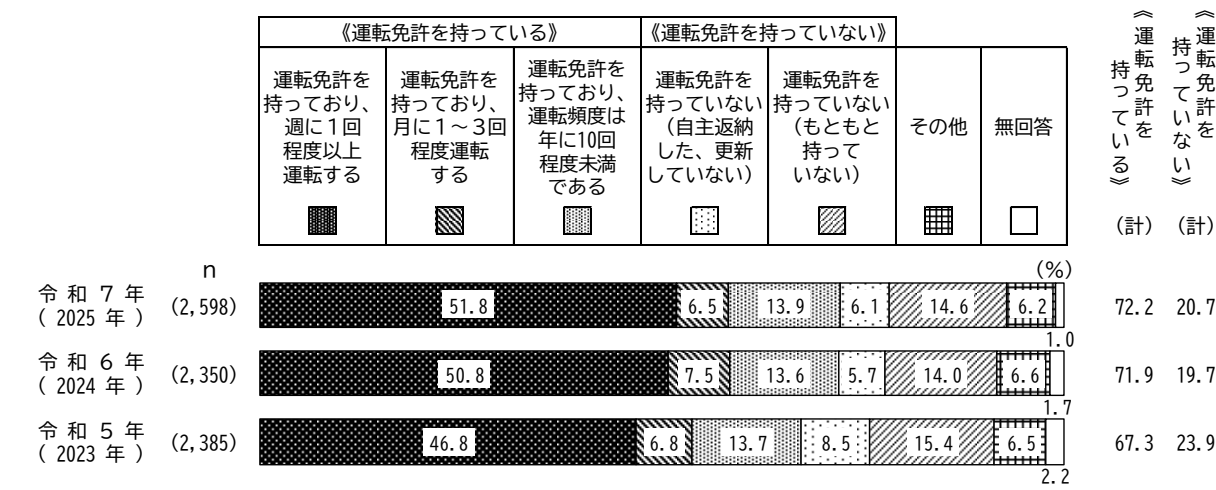 《運転免許を持っている》
《運転免許を持っていない》
運転免許を
持っており、
週に１回
程度以上
運転する
運転免許を
持っており、
月に１～３回
程度運転
する
運転免許を
持っており、
運転頻度は
年に10回
程度未満
である
運転免許を
持っていない
（自主返納
した、更新
していない）
運転免許を
持っていない
（もともと
持って
いない）
その他
無回答
《運転免許を
持っている》
（計）
《運転免許を
持っていない》
（計）
n
(%)
令和７年
（2025年）
(2,598)
51.8
6.5
13.9
6.1
14.6
6.2
1.0
72.2
20.7
令和６年
（2024年）
(2,350)
50.8
7.5
13.6
5.7
14.0
6.6
1.7
71.9
19.7
令和５年
（2023年）
(2,385)
46.8
6.8
13.7
8.5
15.4
6.5
2.2
67.3
23.9